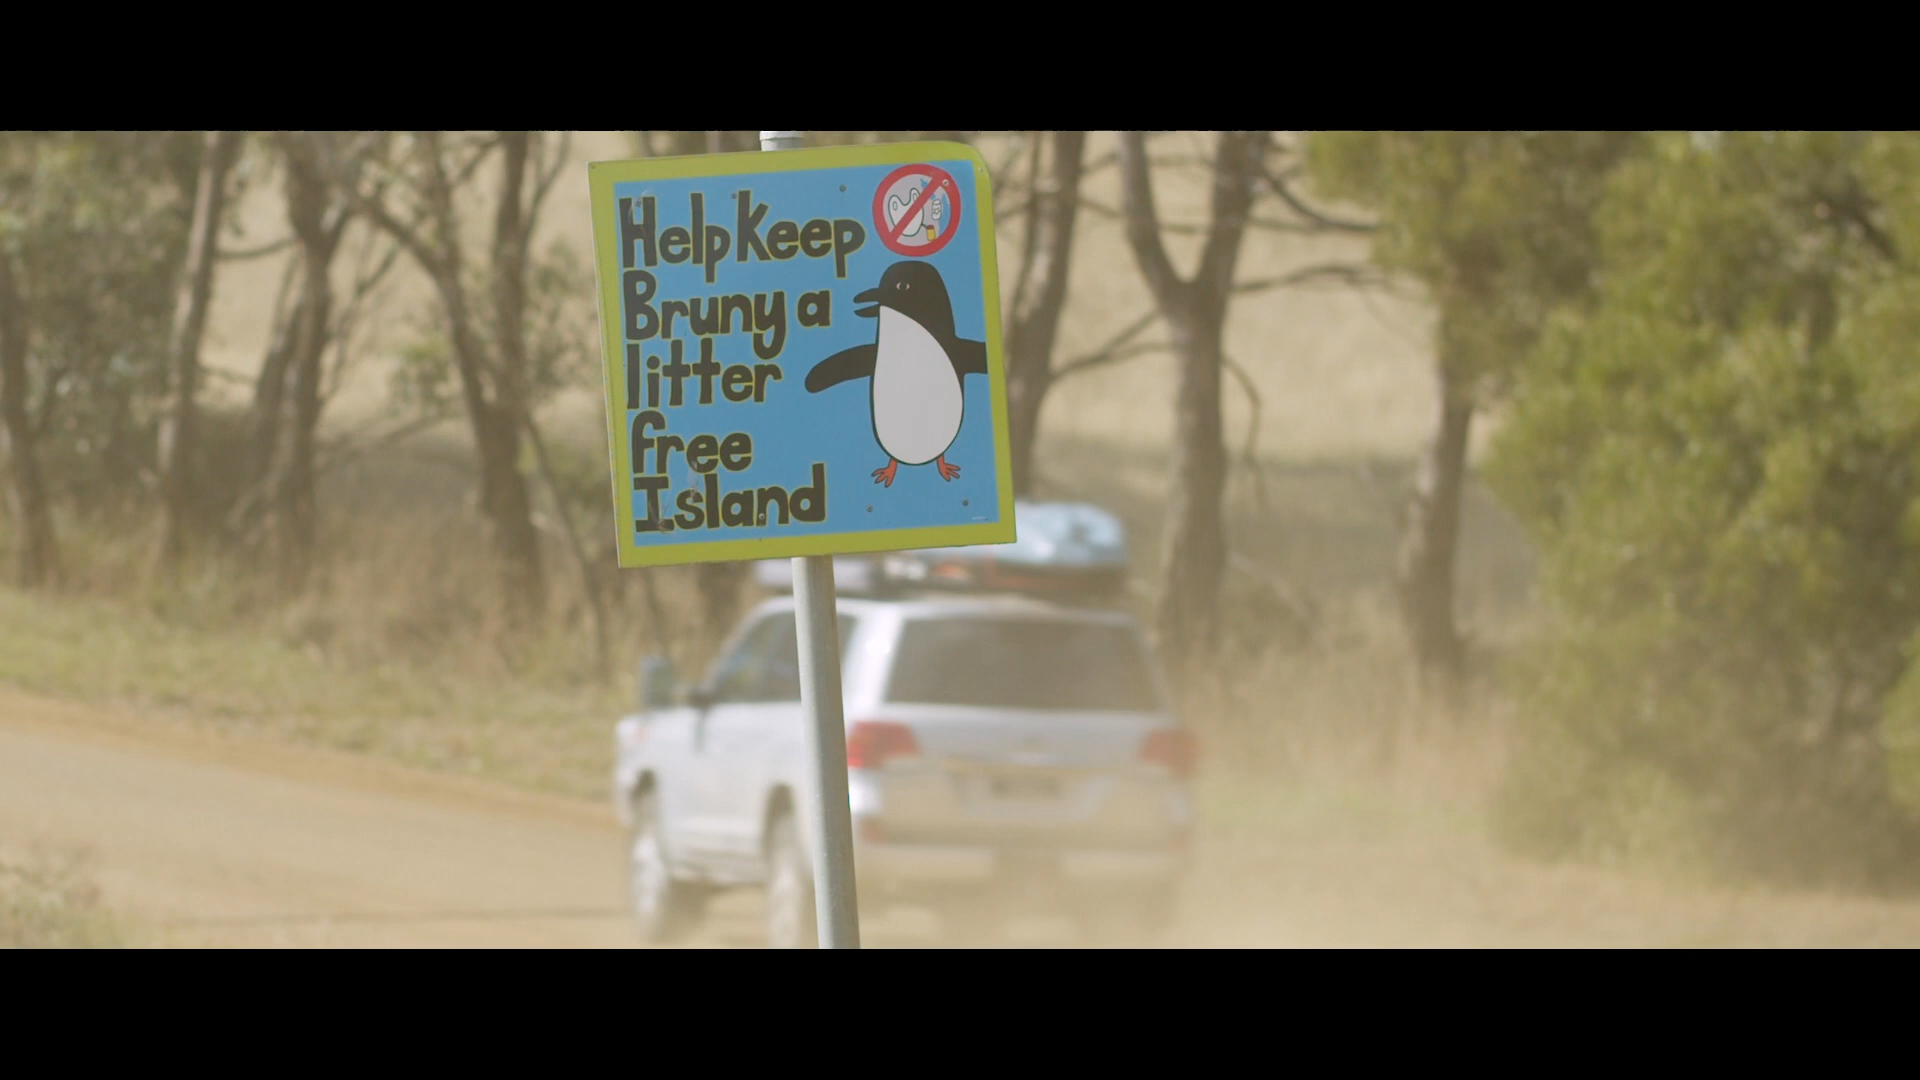 Help Keep
Bruny a
litter
free
Island